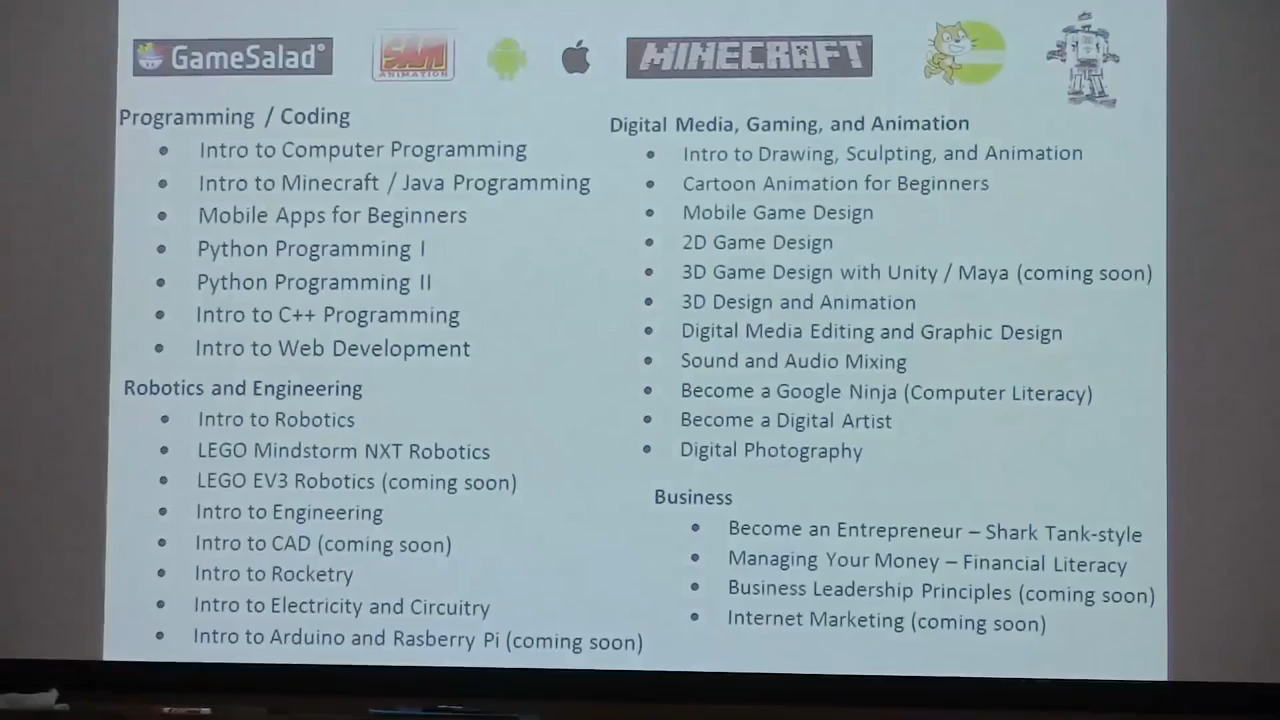 GameSalad®
SAM
ANIMATION
MINECRAFT
Programming / Coding
• Intro to Computer Programming
• Intro to Minecraft / Java Programming
• Mobile Apps for Beginners
• Python Programming I
• Python Programming II
• Intro to C++ Programming
• Intro to Web Development
Robotics and Engineering
• Intro to Robotics
• LEGO Mindstorm NXT Robotics
• LEGO EV3 Robotics (coming soon)
• Intro to Engineering
• Intro to CAD (coming soon)
• Intro to Rocketry
• Intro to Electricity and Circuitry
• Intro to Arduino and Rasberry Pi (coming soon)
Digital Media, Gaming, and Animation
• Intro to Drawing, Sculpting, and Animation
• Cartoon Animation for Beginners
• Mobile Game Design
• 2D Game Design
• 3D Game Design with Unity / Maya (coming soon)
• 3D Design and Animation
• Digital Media Editing and Graphic Design
• Sound and Audio Mixing
• Become a Google Ninja (Computer Literacy)
• Become a Digital Artist
• Digital Photography
Business
• Become an Entrepreneur – Shark Tank-style
• Managing Your Money – Financial Literacy
• Business Leadership Principles (coming soon)
• Internet Marketing (coming soon)